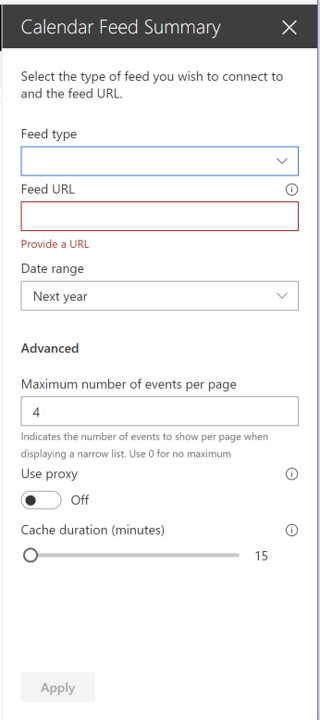 Calendar Feed Summary
Select the type of feed you wish to connect to
and the feed URL.
Feed type
Feed URL
Provide a URL
Date range
Next year
Advanced
Maximum number of events per page
4
Indicates the number of events to show per page when
displaying a narrow list. Use 0 for no maximum
Use proxy
Off
Cache duration (minutes)
15
Apply